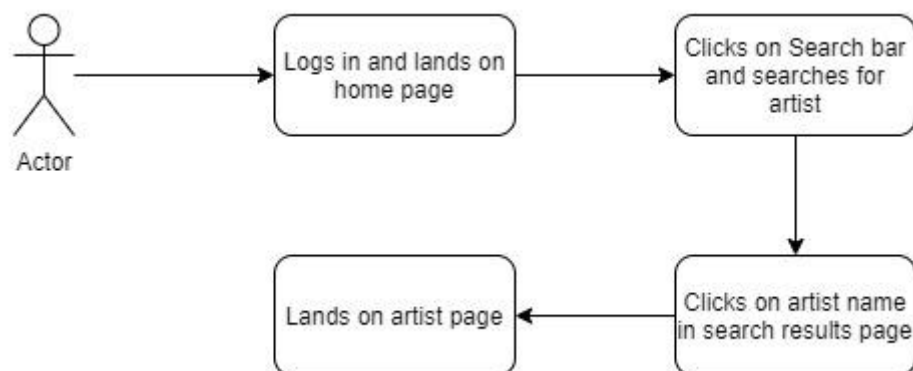 Actor
Logs in and lands on
home page
Clicks on Search bar
and searches for
artist
Clicks on artist name
in search results page
Lands on artist page